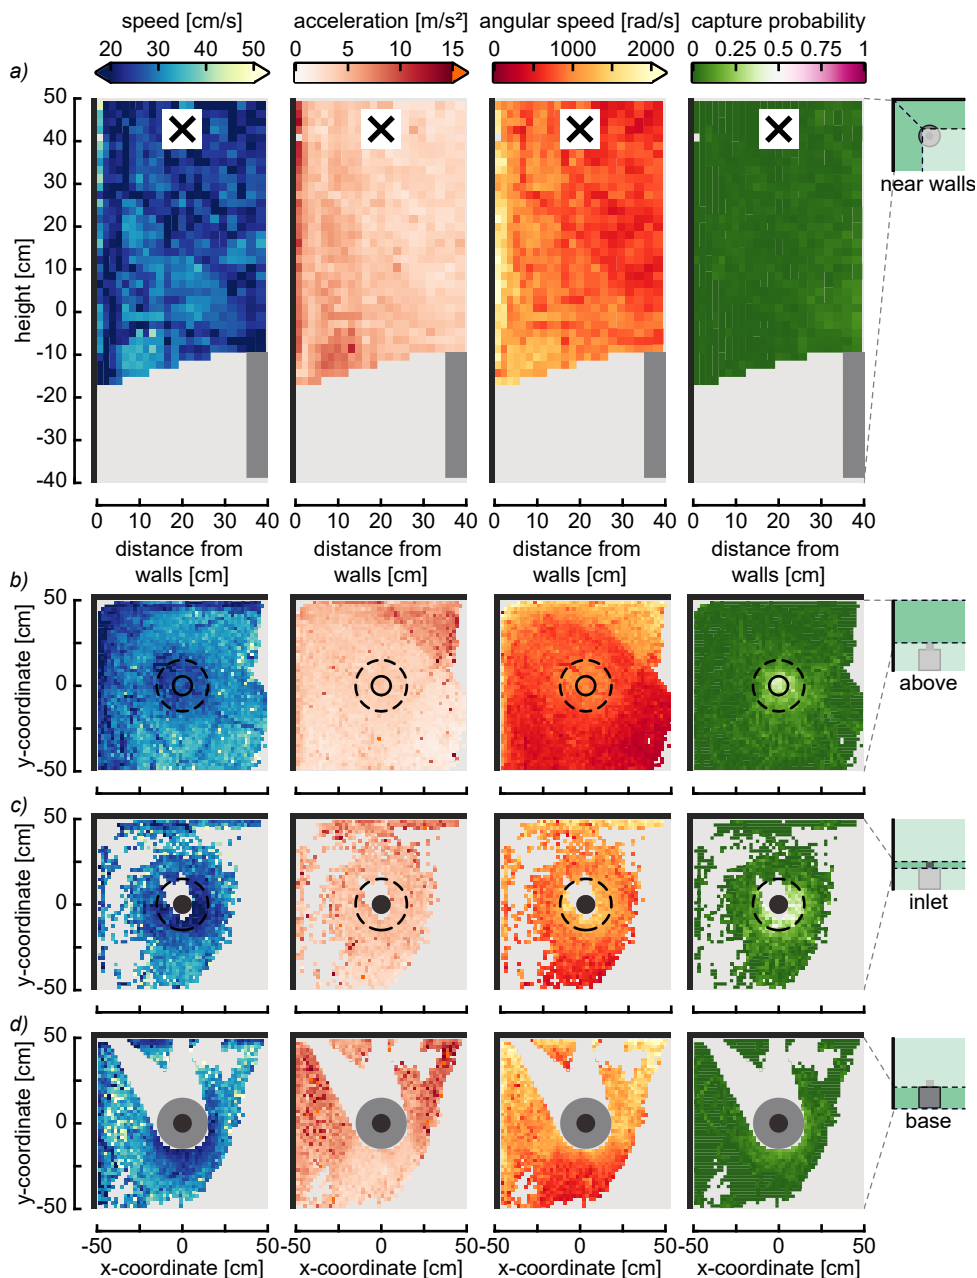 speed [cm/s] acceleration [m/s²] angular speed [rad/s] capture probability
20 30 40 50 0 5 10 15 0 1000 2000 0 0.25 0.5 0.75 1
a)
50
40
30
20
10
0
-10
-20
-30
-40
height [cm]
near walls
0 10 20 30 40 0 10 20 30 40 0 10 20 30 40 0 10 20 30 40
distance from distance from distance from distance from
walls [cm] walls [cm] walls [cm] walls [cm]
b)
50
0
-50
y-coordinate [cm]
above
c)
50
0
-50
y-coordinate [cm]
inlet
d)
50
0
-50
y-coordinate [cm]
base
-50 0 50 -50 0 50 -50 0 50 -50 0 50
x-coordinate [cm] x-coordinate [cm] x-coordinate [cm] x-coordinate [cm]